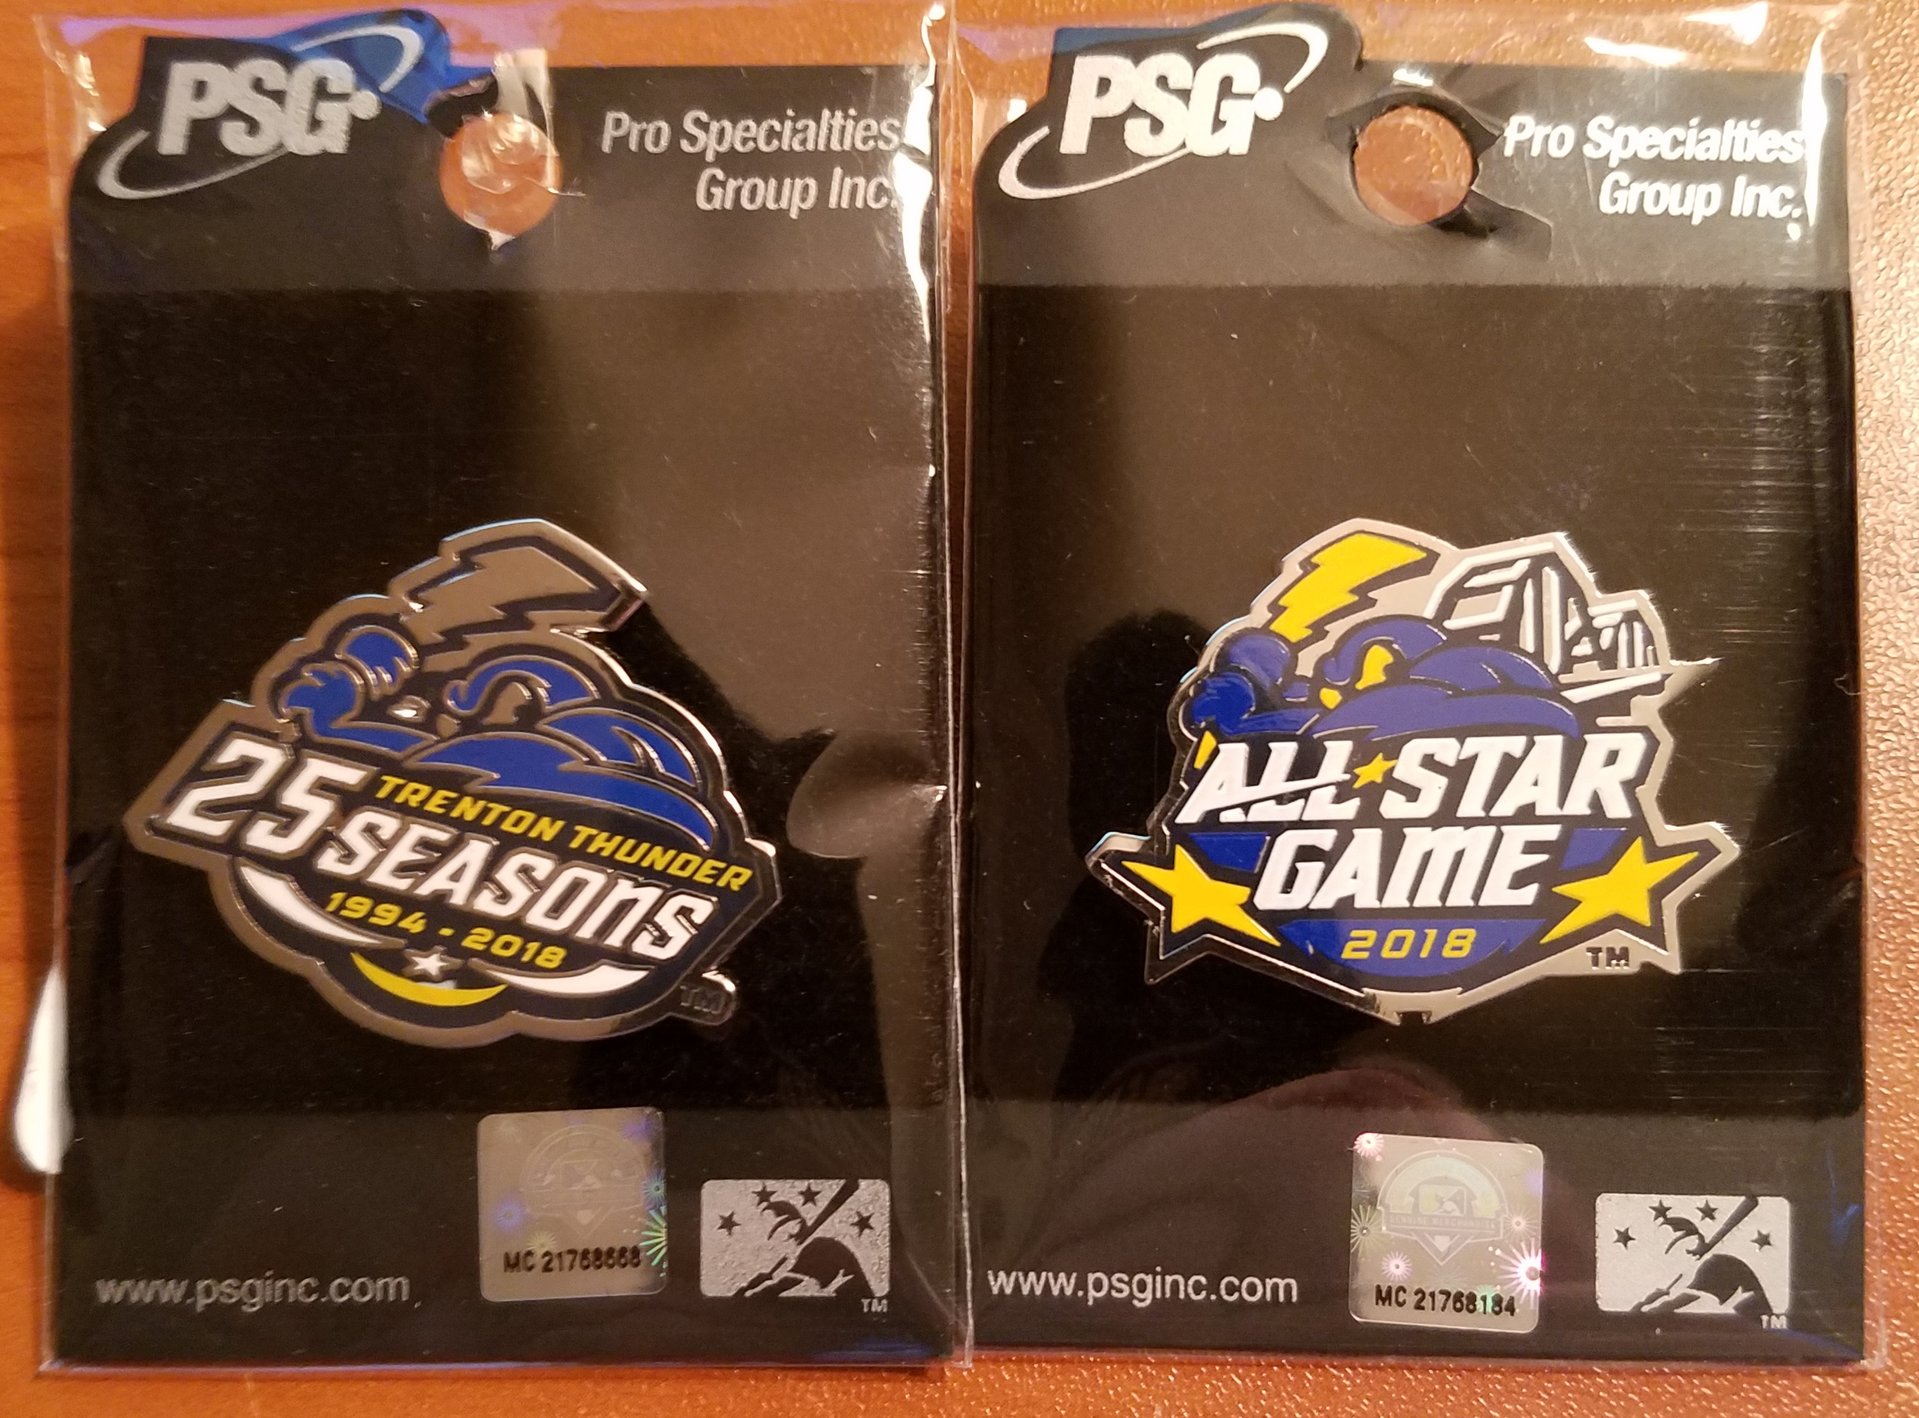 PSG
Pro Specialties
Group Inc.
25 TRENTON THUNDER
SEASONS
1994 - 2018
TM
MC 21768668
www.psginc.com
TM
PSG
Pro Specialties
Group Inc.
ALL STAR
GAME
2018
TM
MC 21768184
www.psginc.com
TM